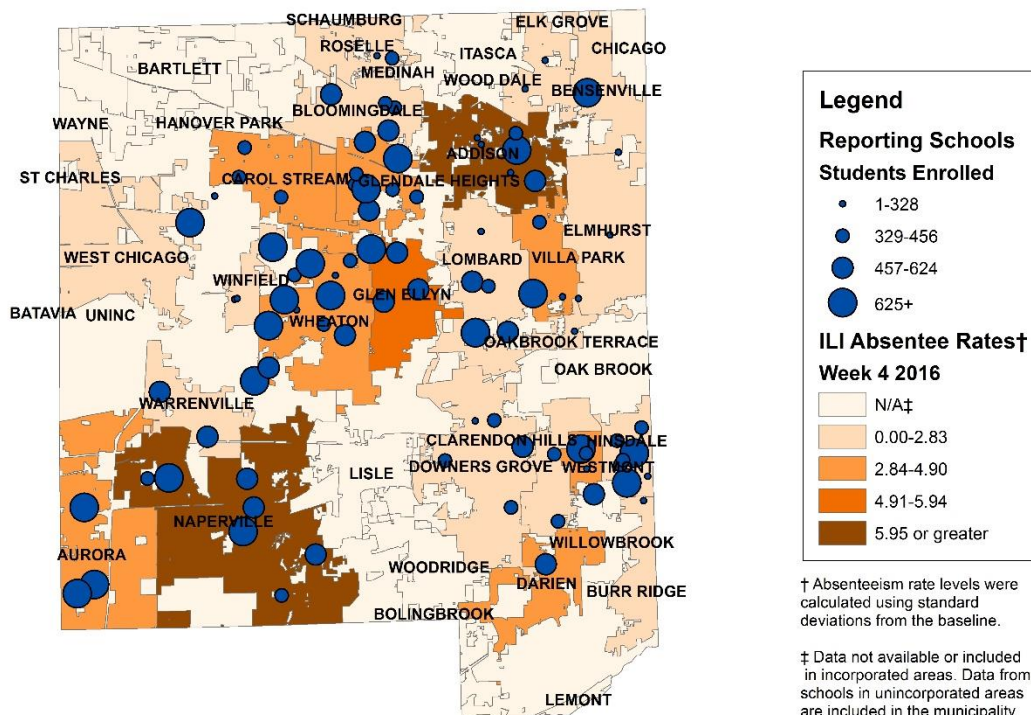 SCHAUMBURG
ELK GROVE
ROSELLE
ITASCA
CHICAGO
BARTLETT
MEDINAH
WOOD DALE
BENSENVILLE
BLOOMINGDALE
WAYNE
HANOVER PARK
ADDISON
ST CHARLES
CAROL STREAM
GLENDALE HEIGHTS
ELMHURST
WEST CHICAGO
LOMBARD
VILLA PARK
WINFIELD
GLEN ELLYN
BATAVIA
UNINC
WHEATON
OAKBROOK TERRACE
OAK BROOK
WARRENVILLE
CLARENDON HILLS
HINSDALE
LISLE
DOWNERS GROVE
WESTMONT
NAPERVILLE
AURORA
WILLOWBROOK
WOODRIDGE
DARIEN
BURR RIDGE
BOLINGBROOK
LEMONT
Legend
Reporting Schools
Students Enrolled
1-328
329-456
457-624
625+
ILI Absentee Rates†
Week 4 2016
N/A‡
0.00-2.83
2.84-4.90
4.91-5.94
5.95 or greater
† Absenteeism rate levels were
calculated using standard
deviations from the baseline.
‡ Data not available or included
in incorporated areas. Data from
schools in unincorporated areas
are included in the municipality